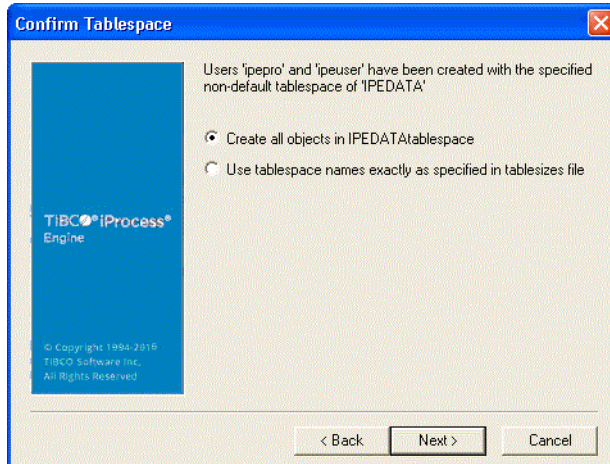 Confirm Tablespace
Users 'ipepro' and 'ipeuser' have been created with the specified
non-default tablespace of 'IPEDATA'
Create all objects in IPEDATAtablespace
Use tablespace names exactly as specified in tablesizes file
TIBCO® iProcess®
Engine
© Copyright 1994-2016
TIBCO Software Inc,
All Rights Reserved
< Back
Next >
Cancel